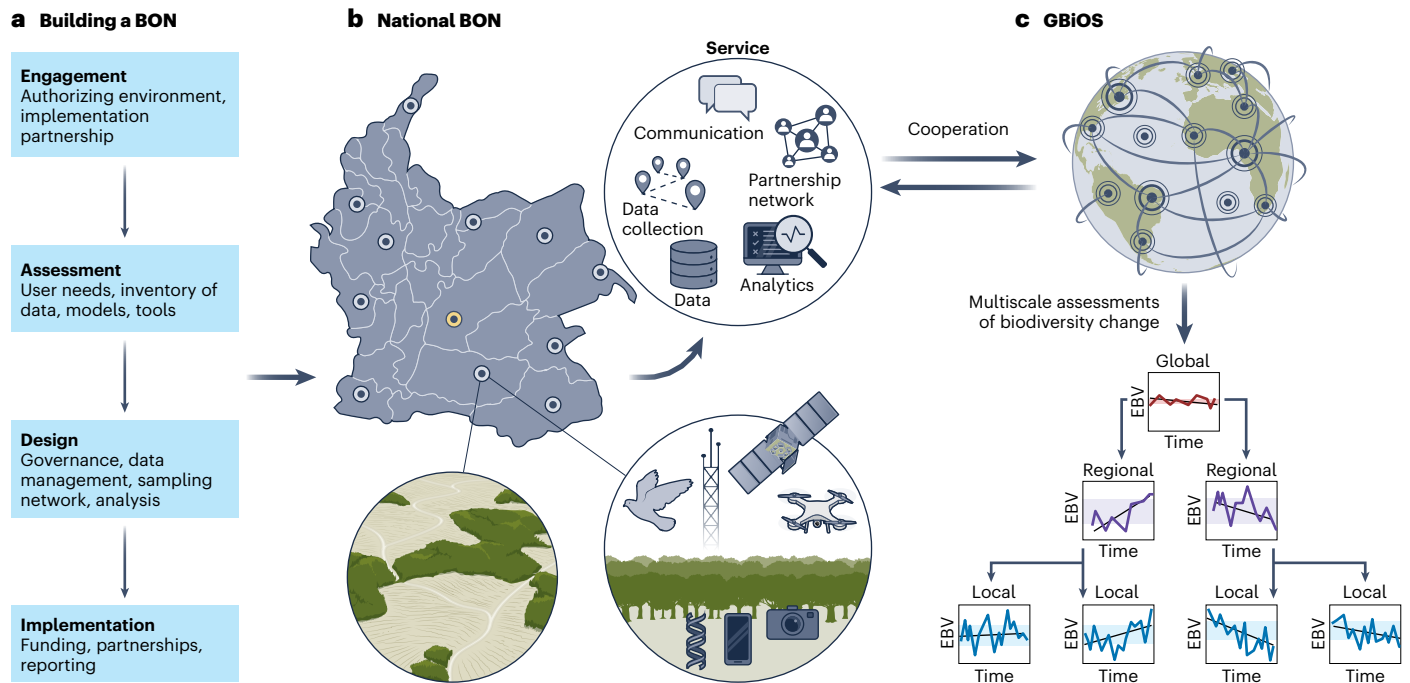 a Building a BON
Engagement
Authorizing environment,
implementation
partnership
Assessment
User needs, inventory of
data, models, tools
Design
Governance, data
management, sampling
network, analysis
Implementation
Funding, partnerships,
reporting
b National BON
Service
Communication
Partnership
network
Data
collection
Data
Analytics
Cooperation
c GBiOS
Multiscale assessments
of biodiversity change
Global
EBV
Time
Regional
EBV
Time
Regional
EBV
Time
Local
EBV
Time
Local
EBV
Time
Local
EBV
Time
Local
EBV
Time